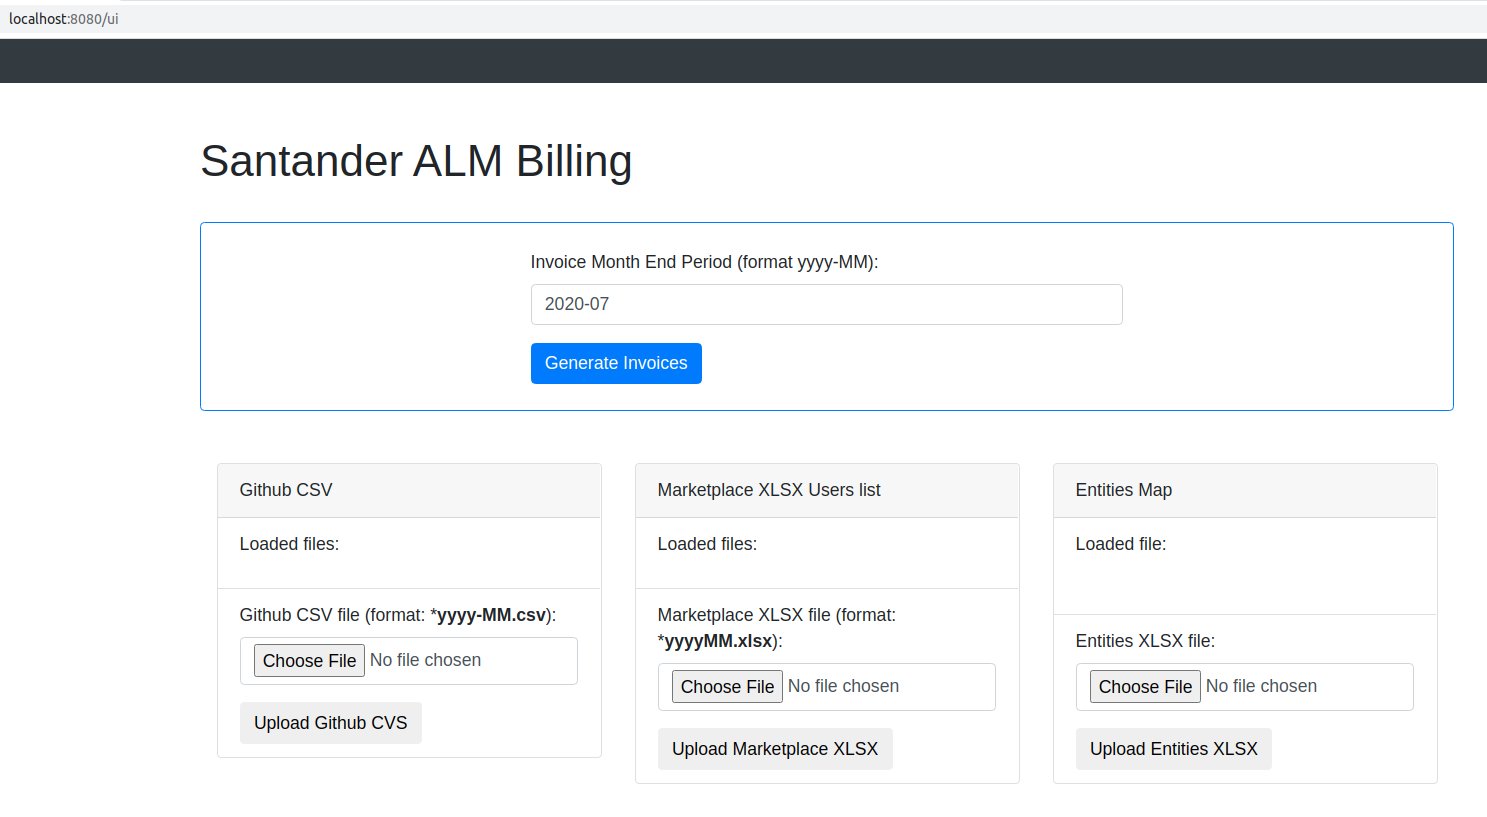 localhost:8080/ui
Santander ALM Billing
Invoice Month End Period (format yyyy-MM):
2020-07
Generate Invoices
Github CSV
Loaded files:
Github CSV file (format: *yyyy-MM.csv):
Choose File No file chosen
Upload Github CVS
Marketplace XLSX Users list
Loaded files:
Marketplace XLSX file (format:
*yyyyMM.xlsx):
Choose File No file chosen
Upload Marketplace XLSX
Entities Map
Loaded file:
Entities XLSX file:
Choose File No file chosen
Upload Entities XLSX